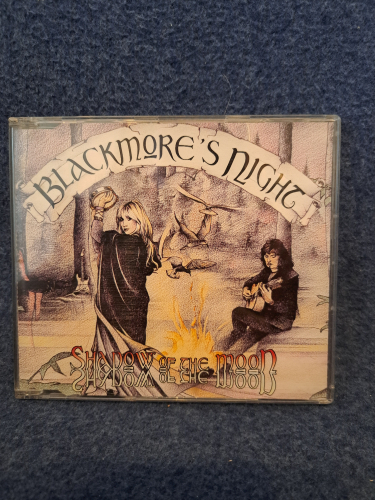 BLACKMORE'S NIGHT
SHADOW OF THE MOON